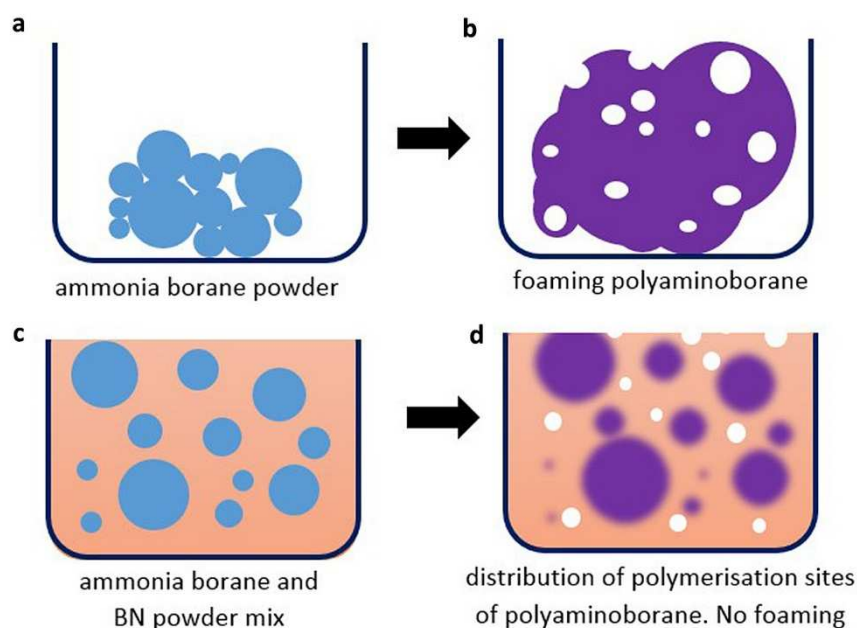 a
b
ammonia borane powder
foaming polyaminoborane
c
d
ammonia borane and
BN powder mix
distribution of polymerisation sites
of polyaminoborane. No foaming